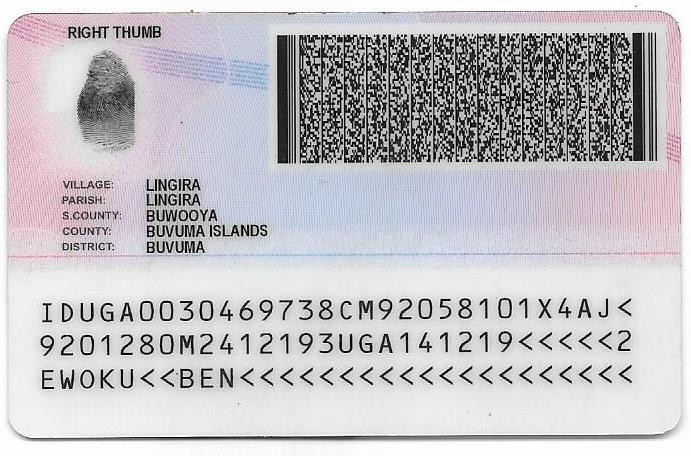 RIGHT THUMB
VILLAGE: LINGIRA
PARISH: LINGIRA
S.COUNTY: BUWOOYA
COUNTY: BUVUMA ISLANDS
DISTRICT: BUVUMA
IDUGA0030469738CM92058101X4AJ<
9201280M2412193UGA141219<<<<<2
EWOKU<<BEN<<<<<<<<<<<<<<<<<<<<